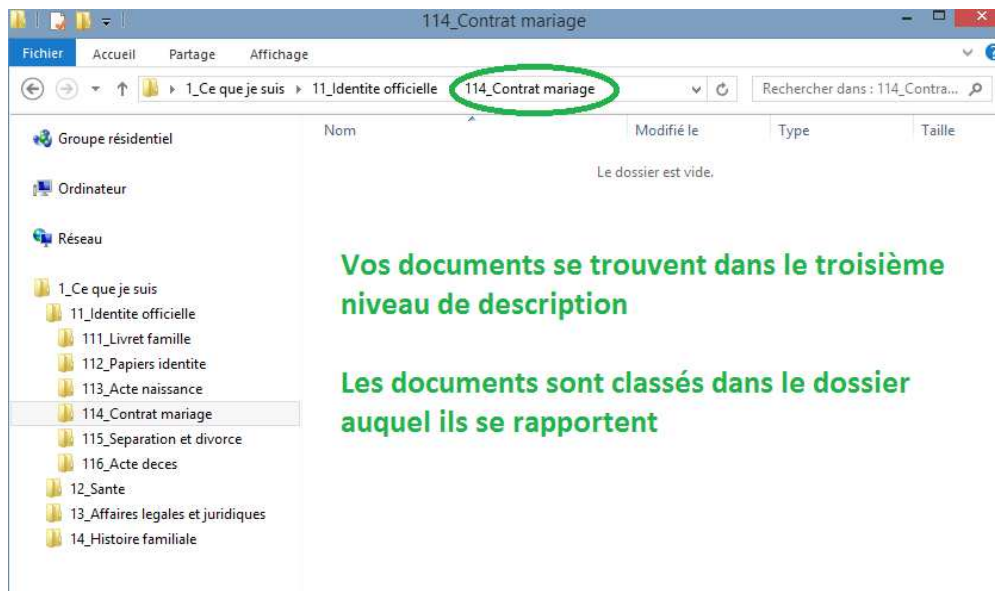 114_Contrat mariage
Fichier Accueil Partage Affichage
1_Ce que je suis 11_Identite officielle 114_Contrat mariage Rechercher dans : 114_Contra...
Nom Modifié le Type Taille
Le dossier est vide.
Groupe résidentiel
Ordinateur
Réseau
1_Ce que je suis
11_Identite officielle
111_Livret famille
112_Papiers identite
113_Acte naissance
114_Contrat mariage
115_Separation et divorce
116_Acte deces
12_Sante
13_Affaires legales et juridiques
14_Histoire familiale
Vos documents se trouvent dans le troisième
niveau de description
Les documents sont classés dans le dossier
auquel ils se rapportent